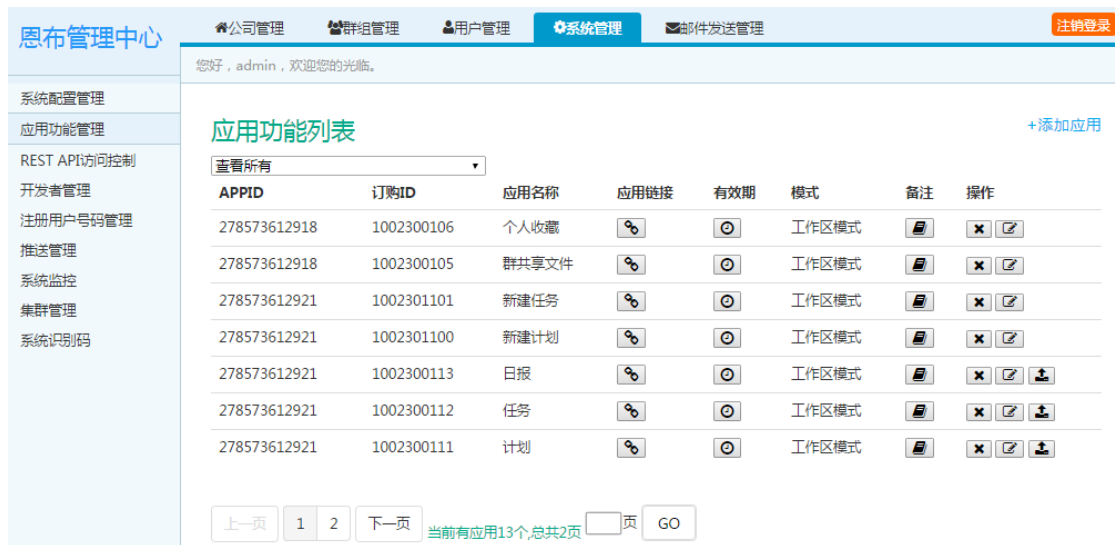 恩布管理中心
公司管理 群组管理 用户管理 系统管理 邮件发送管理 注销登录
您好，admin，欢迎您的光临。
系统配置管理
应用功能管理
REST API访问控制
开发者管理
注册用户号码管理
推送管理
系统监控
集群管理
系统识别码
应用功能列表 +添加应用
查看所有
APPID 订购ID 应用名称 应用链接 有效期 模式 备注 操作
278573612918 1002300106 个人收藏 工作区模式
278573612918 1002300105 群共享文件 工作区模式
278573612921 1002301101 新建任务 工作区模式
278573612921 1002301100 新建计划 工作区模式
278573612921 1002300113 日报 工作区模式
278573612921 1002300112 任务 工作区模式
278573612921 1002300111 计划 工作区模式
上一页 1 2 下一页 当前有应用13个,总共2页 页 GO